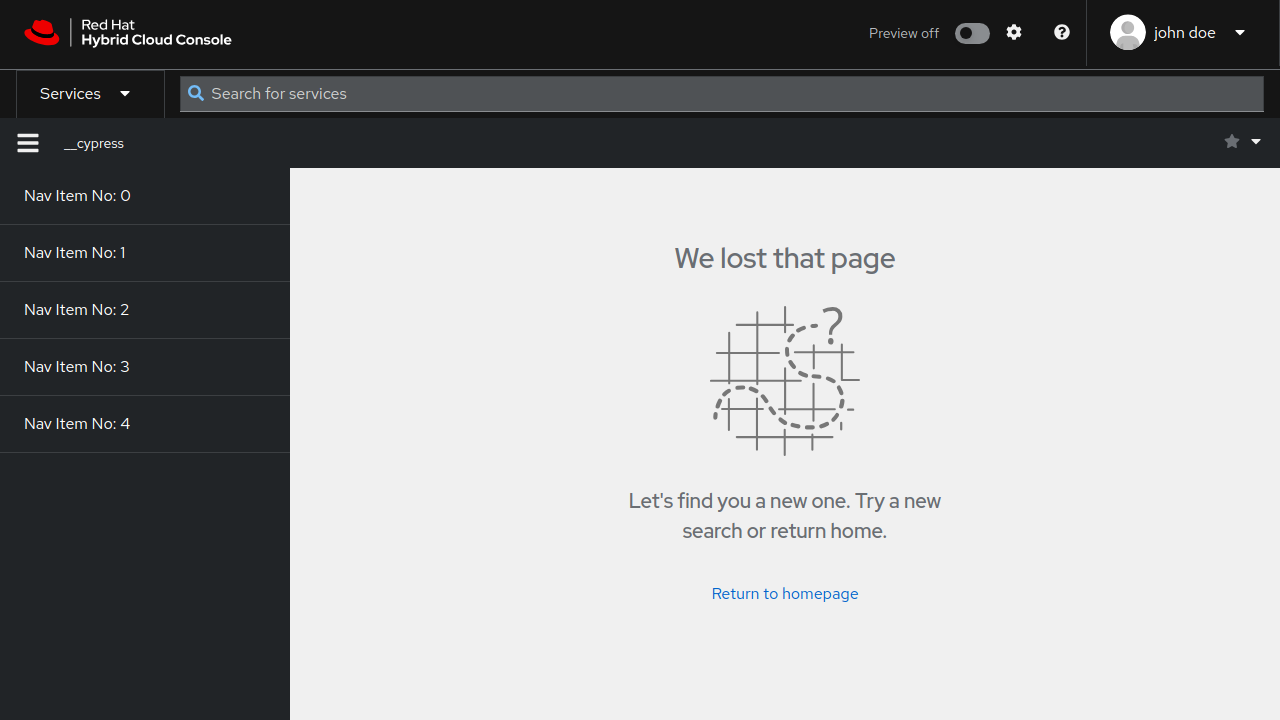 Red Hat
Hybrid Cloud Console
Preview off
john doe
Services
Search for services
__cypress
Nav Item No: 0
Nav Item No: 1
Nav Item No: 2
Nav Item No: 3
Nav Item No: 4
We lost that page
?
Let's find you a new one. Try a new
search or return home.
Return to homepage